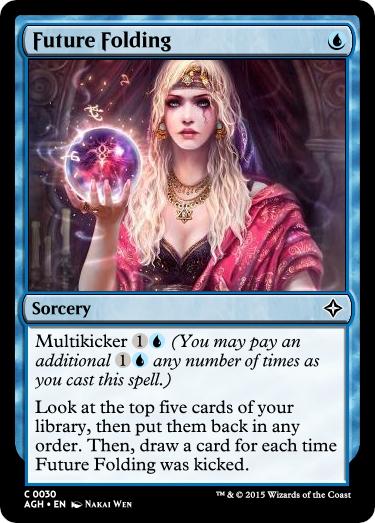 Future Folding
Sorcery
Multikicker 1 (You may pay an
additional 1 any number of times as
you cast this spell.)
Look at the top five cards of your
library, then put them back in any
order. Then, draw a card for each time
Future Folding was kicked.
C 0030
AGH • EN Nakai Wen
™ & © 2015 Wizards of the Coast